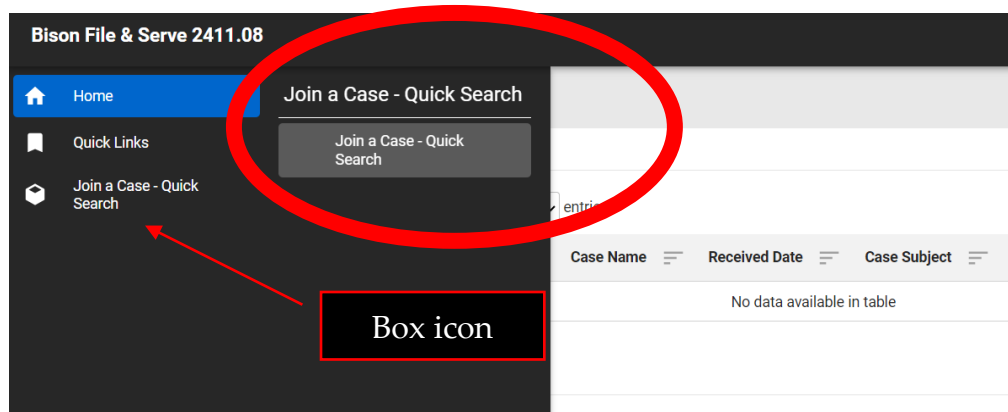 Bison File & Serve 2411.08
Home
Quick Links
Join a Case - Quick
Search
Join a Case - Quick Search
Join a Case - Quick
Search
Case Name
Received Date
Case Subject
No data available in table
Box icon